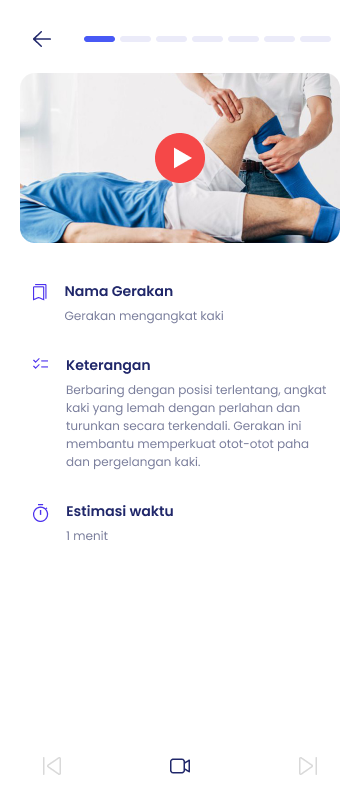 Nama Gerakan
Gerakan mengangkat kaki
Keterangan
Berbaring dengan posisi terlentang, angkat
kaki yang lemah dengan perlahan dan
turunkan secara terkendali. Gerakan ini
membantu memperkuat otot-otot paha
dan pergelangan kaki.
Estimasi waktu
1 menit